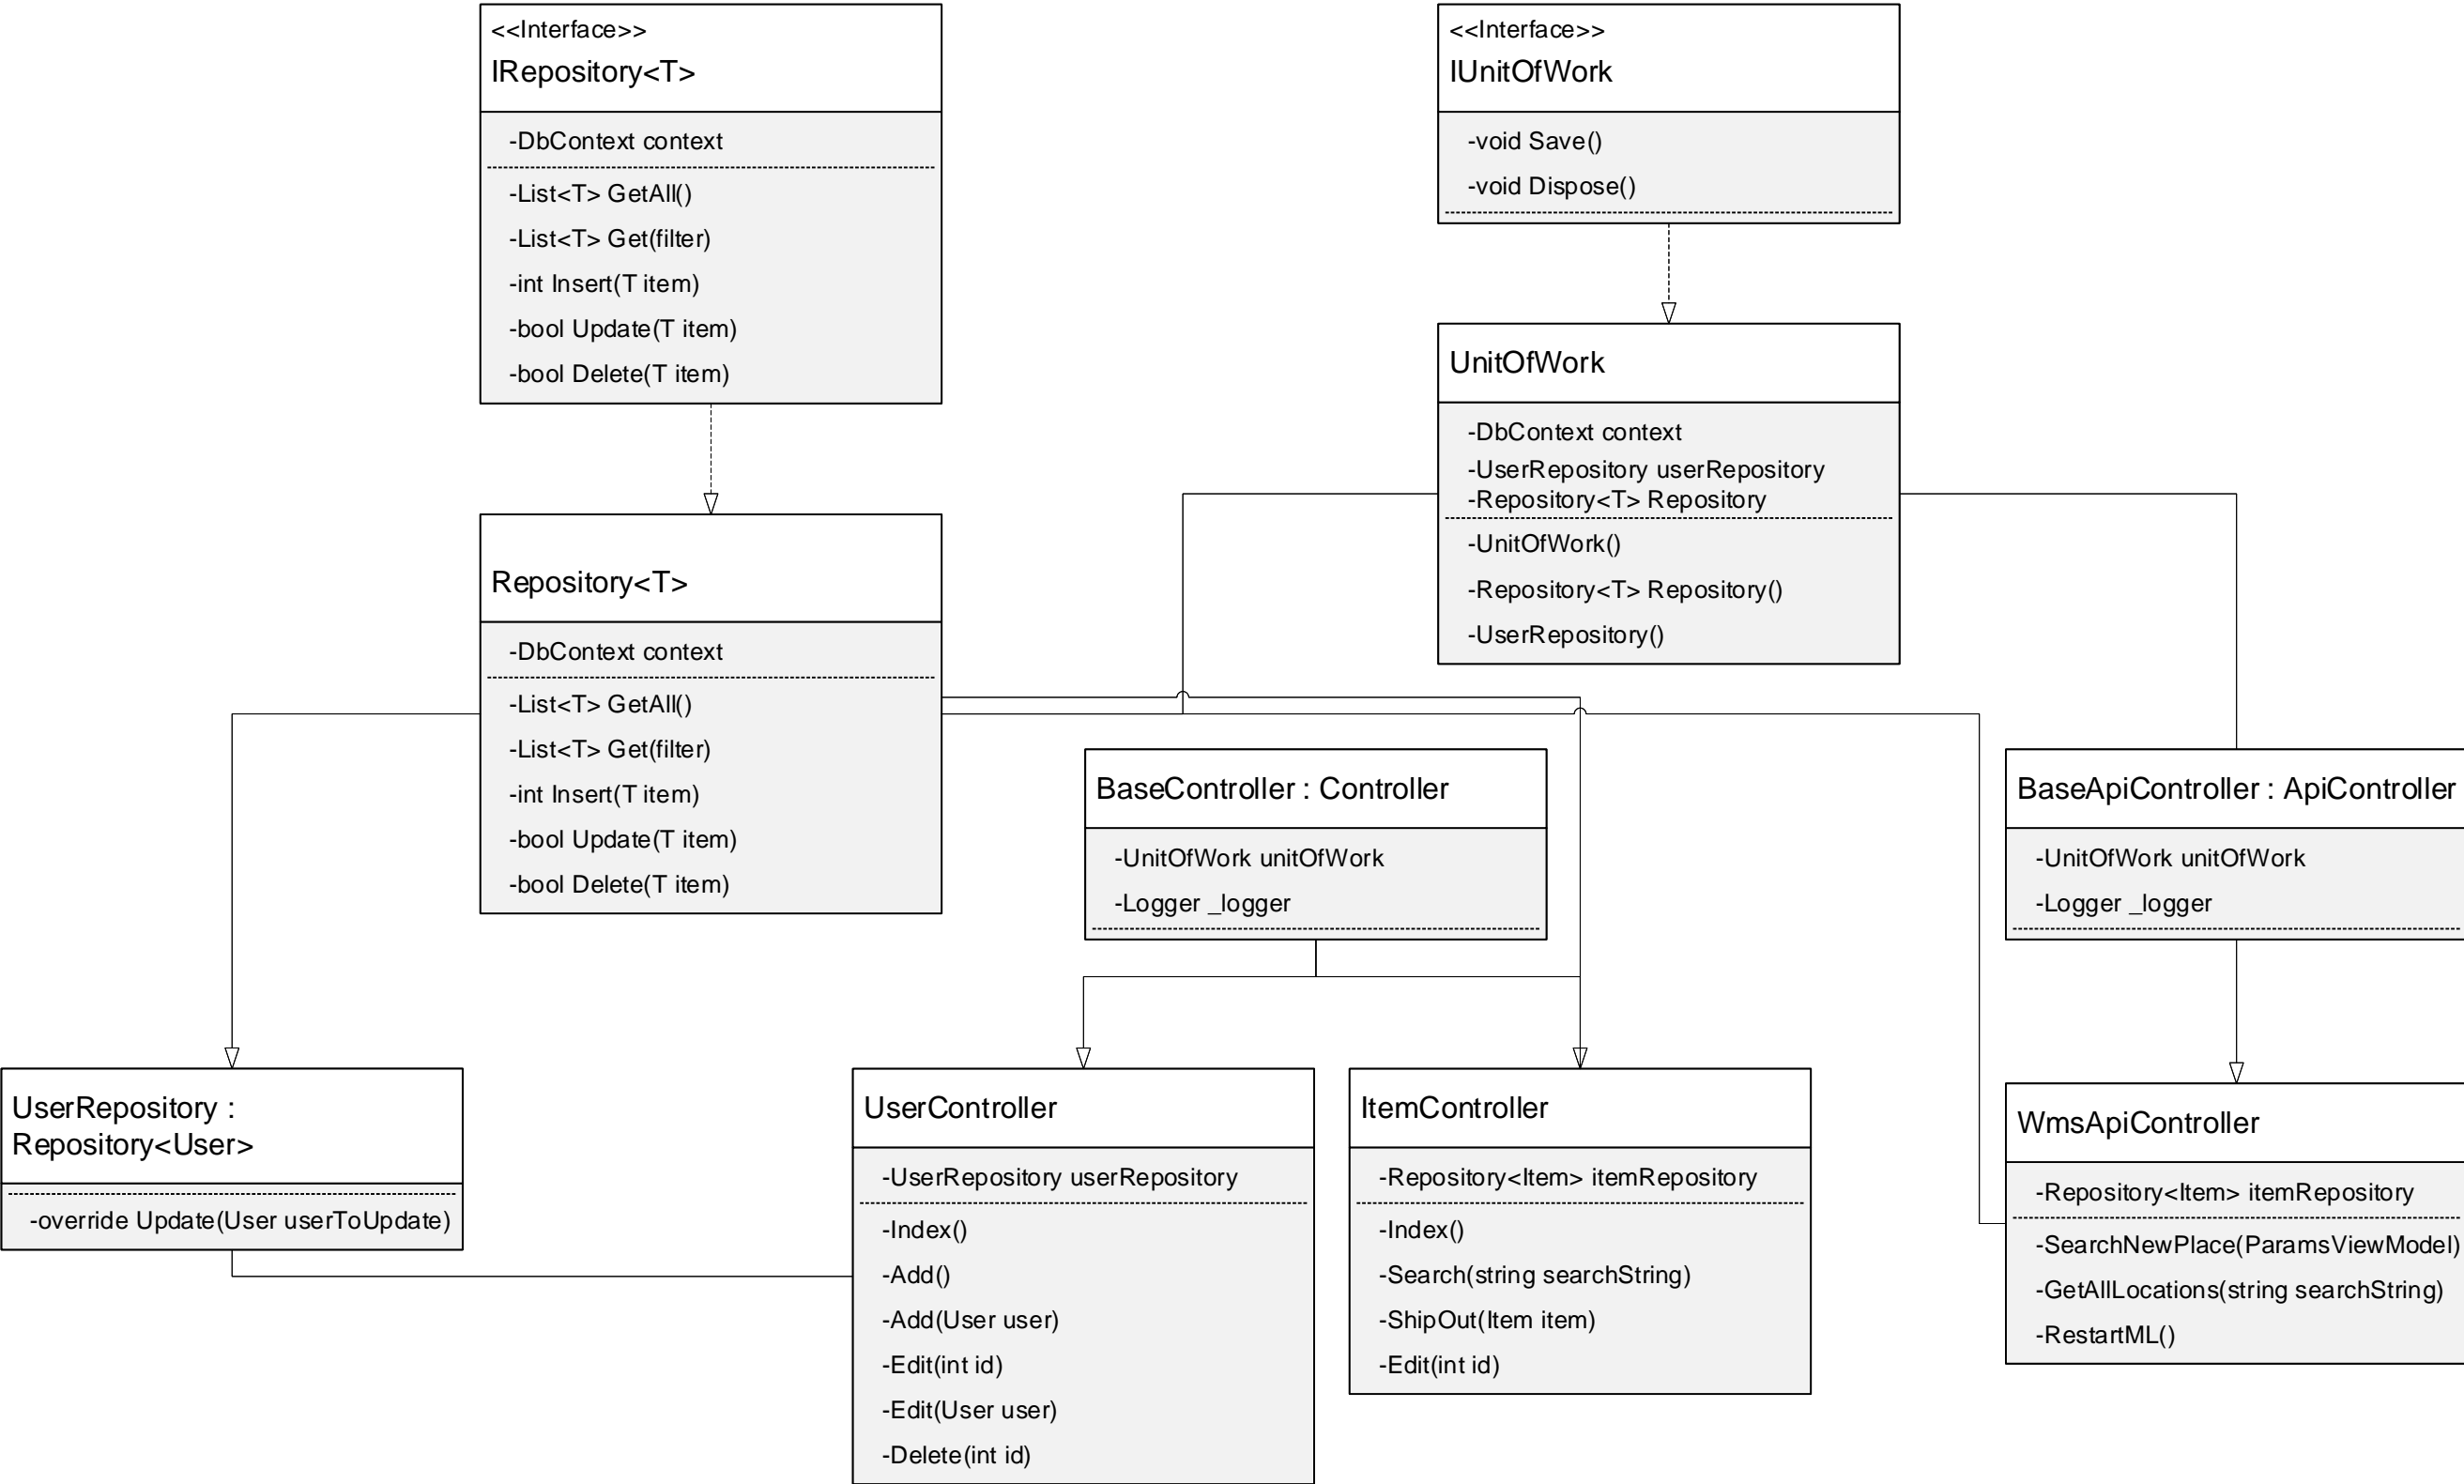 <<Interface>>
IRepository<T>
-DbContext context
-List<T> GetAll()
-List<T> Get(filter)
-int Insert(T item)
-bool Update(T item)
-bool Delete(T item)
<<Interface>>
IUnitOfWork
-void Save()
-void Dispose()
UnitOfWork
-DbContext context
-UserRepository userRepository
-Repository<T> Repository
-UnitOfWork()
-Repository<T> Repository()
-UserRepository()
Repository<T>
-DbContext context
-List<T> GetAll()
-List<T> Get(filter)
-int Insert(T item)
-bool Update(T item)
-bool Delete(T item)
BaseController : Controller
-UnitOfWork unitOfWork
-Logger _logger
BaseApiController : ApiController
-UnitOfWork unitOfWork
-Logger _logger
UserRepository :
Repository<User>
-override Update(User userToUpdate)
UserController
-UserRepository userRepository
-Index()
-Add()
-Add(User user)
-Edit(int id)
-Edit(User user)
-Delete(int id)
ItemController
-Repository<Item> itemRepository
-Index()
-Search(string searchString)
-ShipOut(Item item)
-Edit(int id)
WmsApiController
-Repository<Item> itemRepository
-SearchNewPlace(ParamsViewModel)
-GetAllLocations(string searchString)
-RestartML()